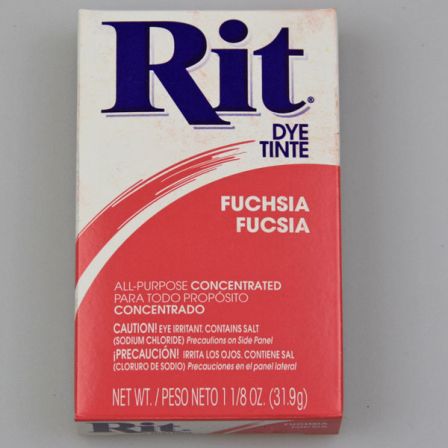 Rit®
DYE
TINTE
FUCHSIA
FUCSIA
ALL-PURPOSE CONCENTRATED
PARA TODO PROPÓSITO
CONCENTRADO
CAUTION! EYE IRRITANT. CONTAINS SALT
(SODIUM CHLORIDE) Precautions on Side Panel
¡PRECAUCIÓN! IRRITA LOS OJOS. CONTIENE SAL
(CLORURO DE SODIO) Precauciones en el panel lateral
NET WT. / PESO NETO 1 1/8 OZ. (31.9g)
FUCHSIA
FUCSIA